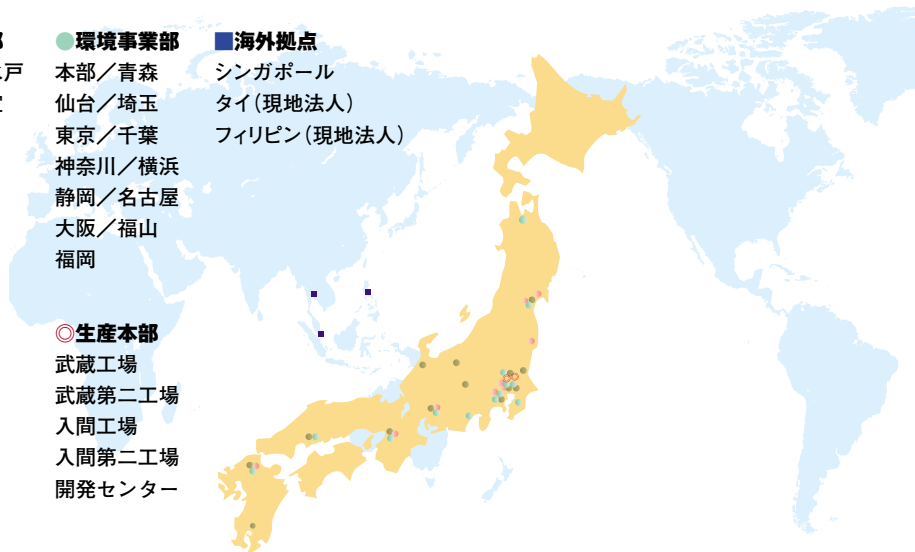 部
●環境事業部
■海外拠点
水戸
本部／青森
シンガポール
仙台／埼玉
タイ（現地法人）
東京／千葉
フィリピン（現地法人）
神奈川／横浜
静岡／名古屋
大阪／福山
福岡
◎生産本部
武蔵工場
武蔵第二工場
入間工場
入間第二工場
開発センター